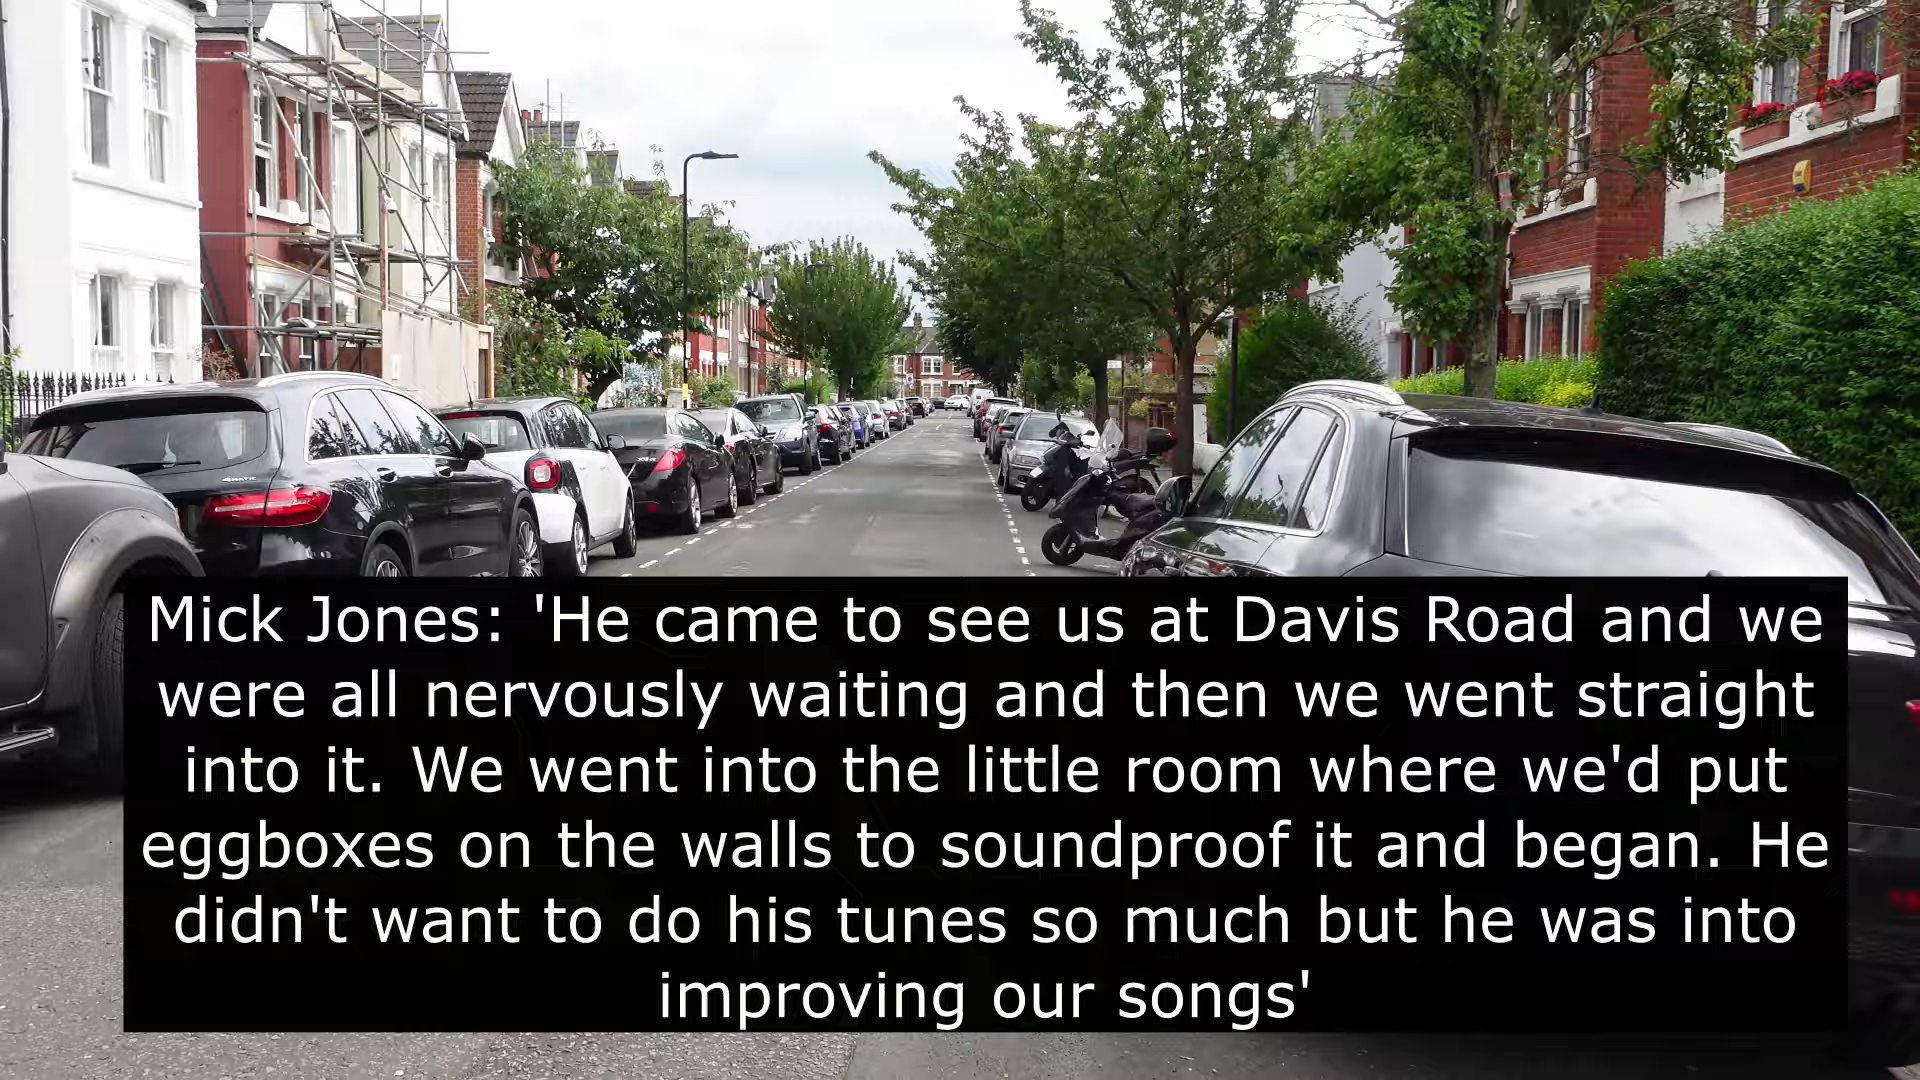 4MATIC
Mick Jones: 'He came to see us at Davis Road and we
were all nervously waiting and then we went straight
into it. We went into the little room where we'd put
eggboxes on the walls to soundproof it and began. He
didn't want to do his tunes so much but he was into
improving our songs'